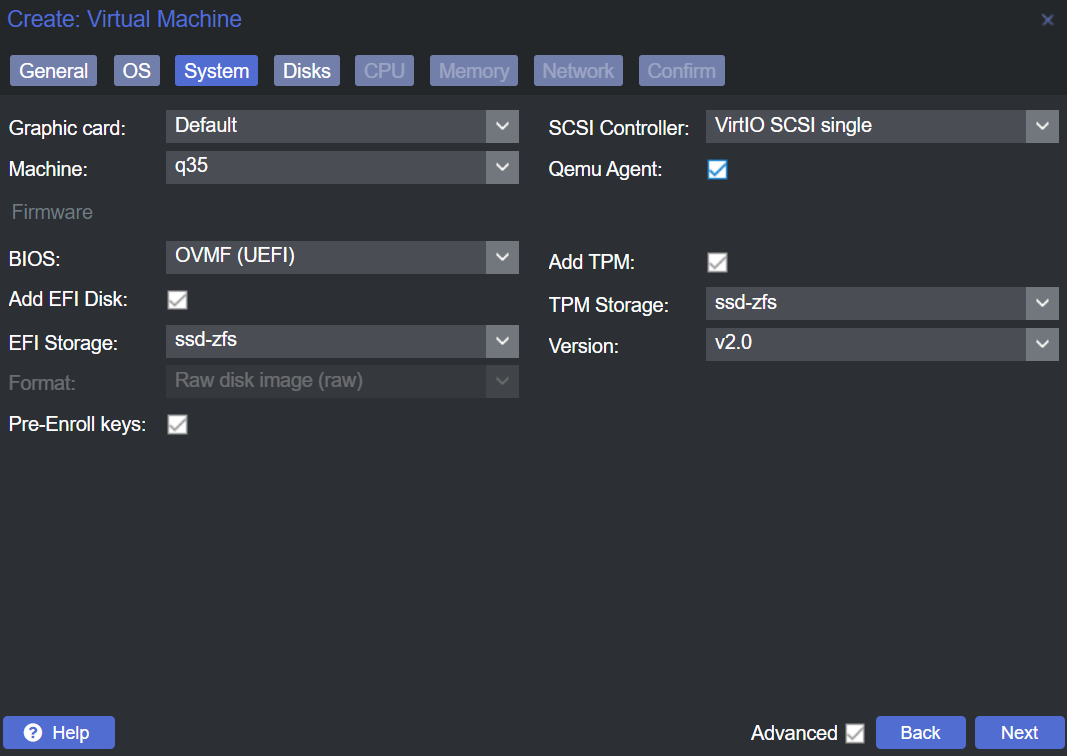 Create: Virtual Machine
General OS System Disks CPU Memory Network Confirm
Graphic card: Default
Machine: q35
Firmware
BIOS: OVMF (UEFI)
Add EFI Disk:
EFI Storage: ssd-zfs
Format: Raw disk image (raw)
Pre-Enroll keys:
SCSI Controller: VirtIO SCSI single
Qemu Agent:
Add TPM:
TPM Storage: ssd-zfs
Version: v2.0
? Help Advanced Back Next